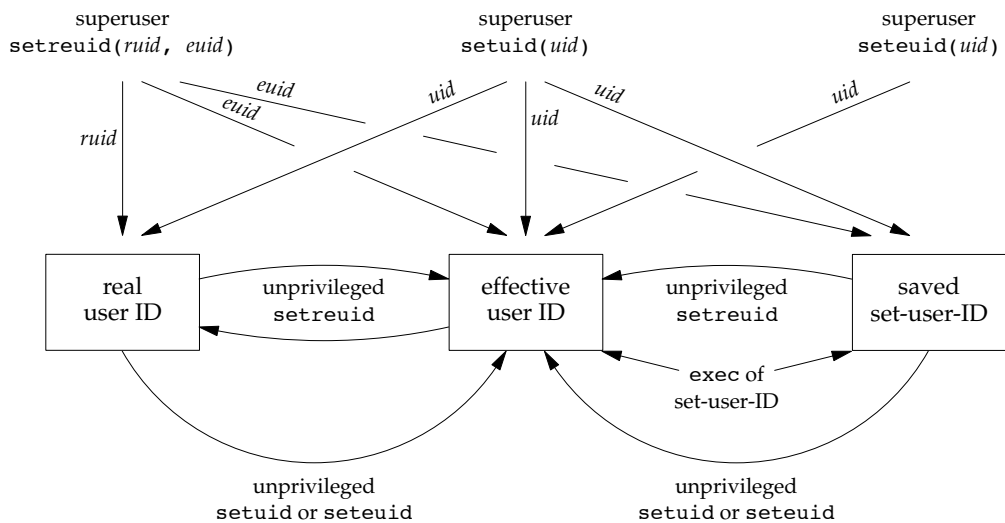 superuser
setreuid(ruid, euid)
superuser
setuid(uid)
superuser
seteuid(uid)
ruid
euid
euid
uid
uid
uid
uid
real
user ID
unprivileged
setreuid
effective
user ID
unprivileged
setreuid
saved
set-user-ID
exec of
set-user-ID
unprivileged
setuid or seteuid
unprivileged
setuid or seteuid